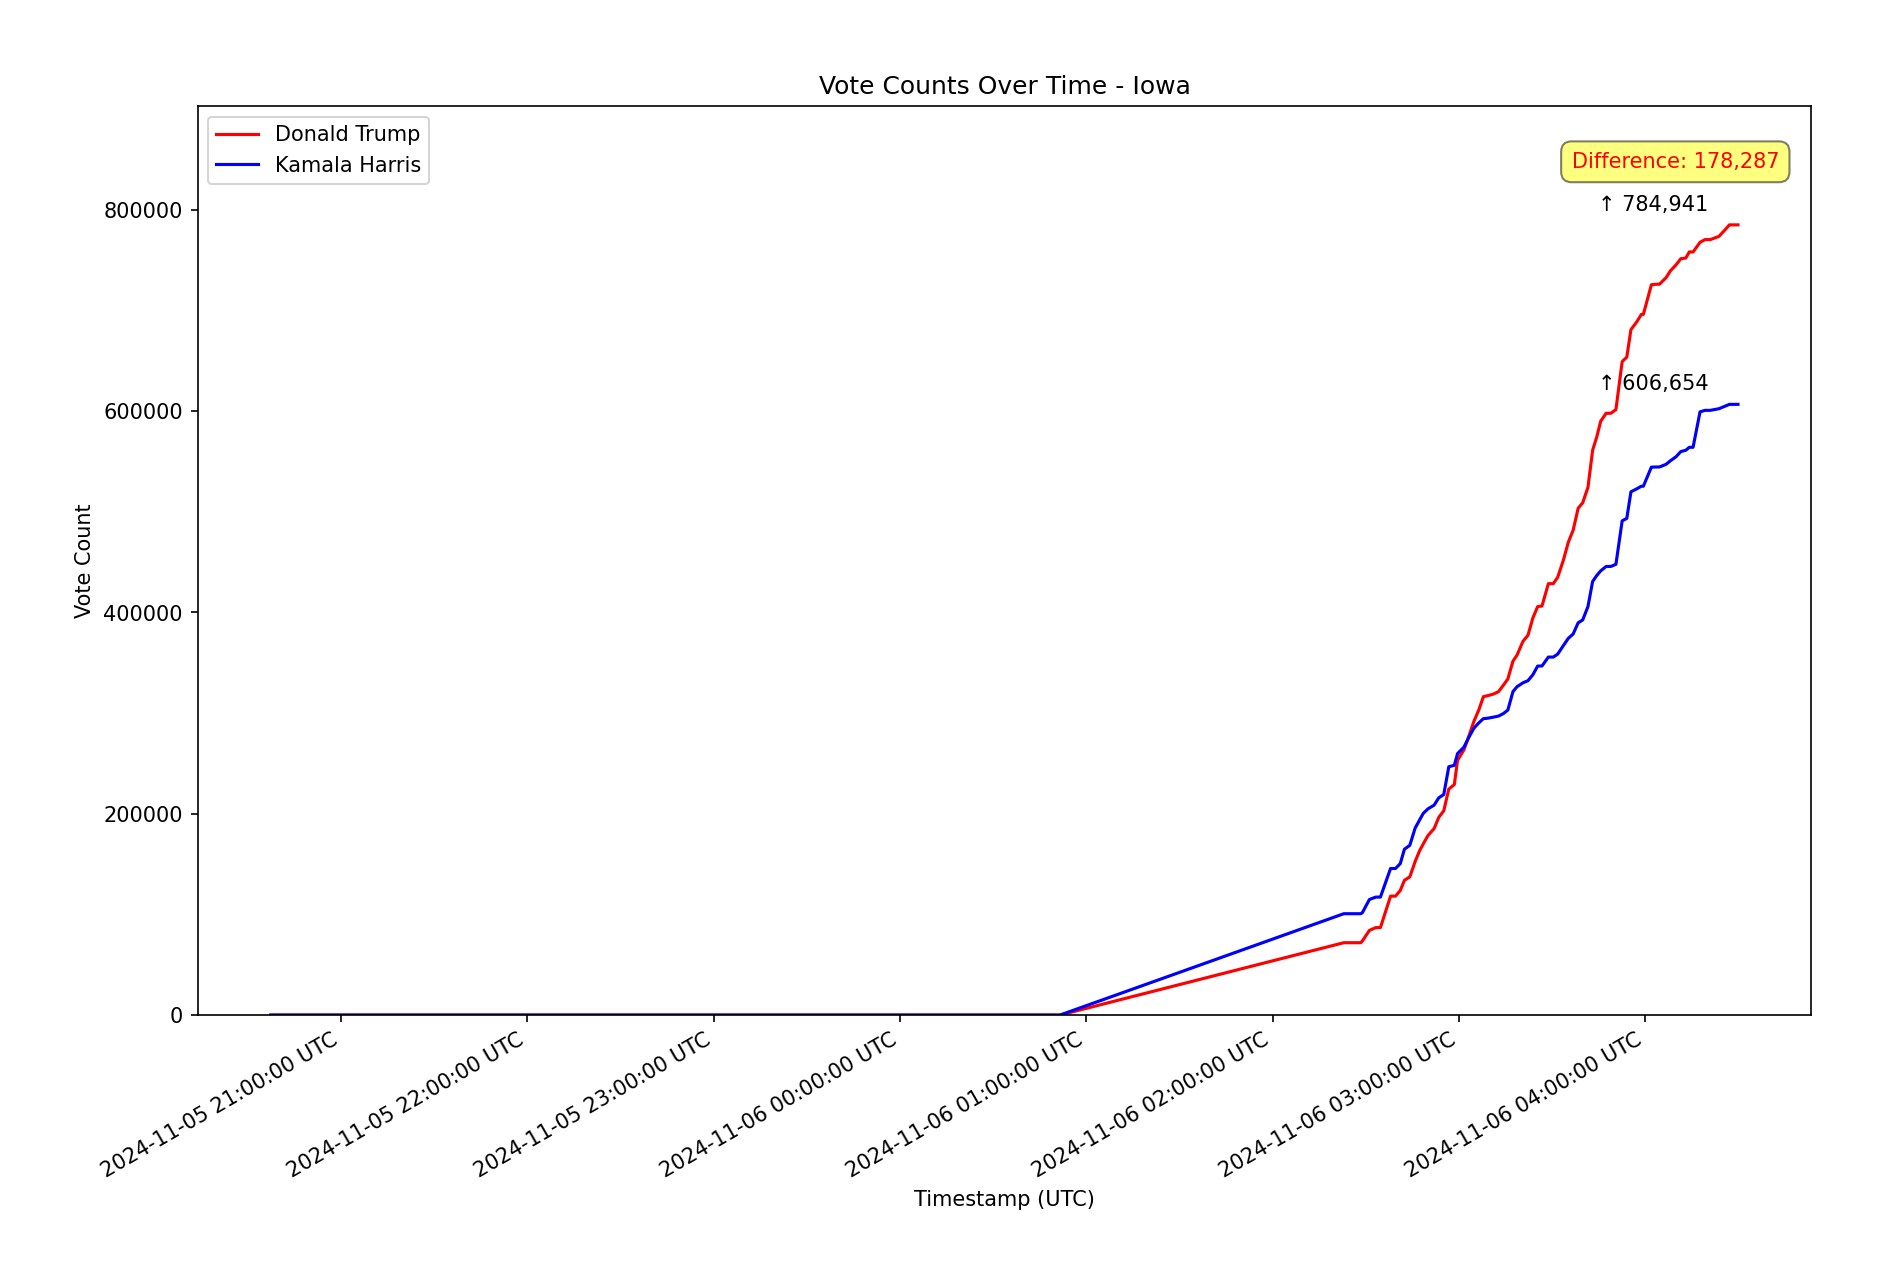 Vote Counts Over Time - Iowa
Donald Trump
Kamala Harris
Difference: 178,287
↑ 784,941
↑ 606,654
Vote Count
800000
600000
400000
200000
0
2024-11-05 21:00:00 UTC
2024-11-05 22:00:00 UTC
2024-11-05 23:00:00 UTC
2024-11-06 00:00:00 UTC
2024-11-06 01:00:00 UTC
2024-11-06 02:00:00 UTC
2024-11-06 03:00:00 UTC
2024-11-06 04:00:00 UTC
Timestamp (UTC)